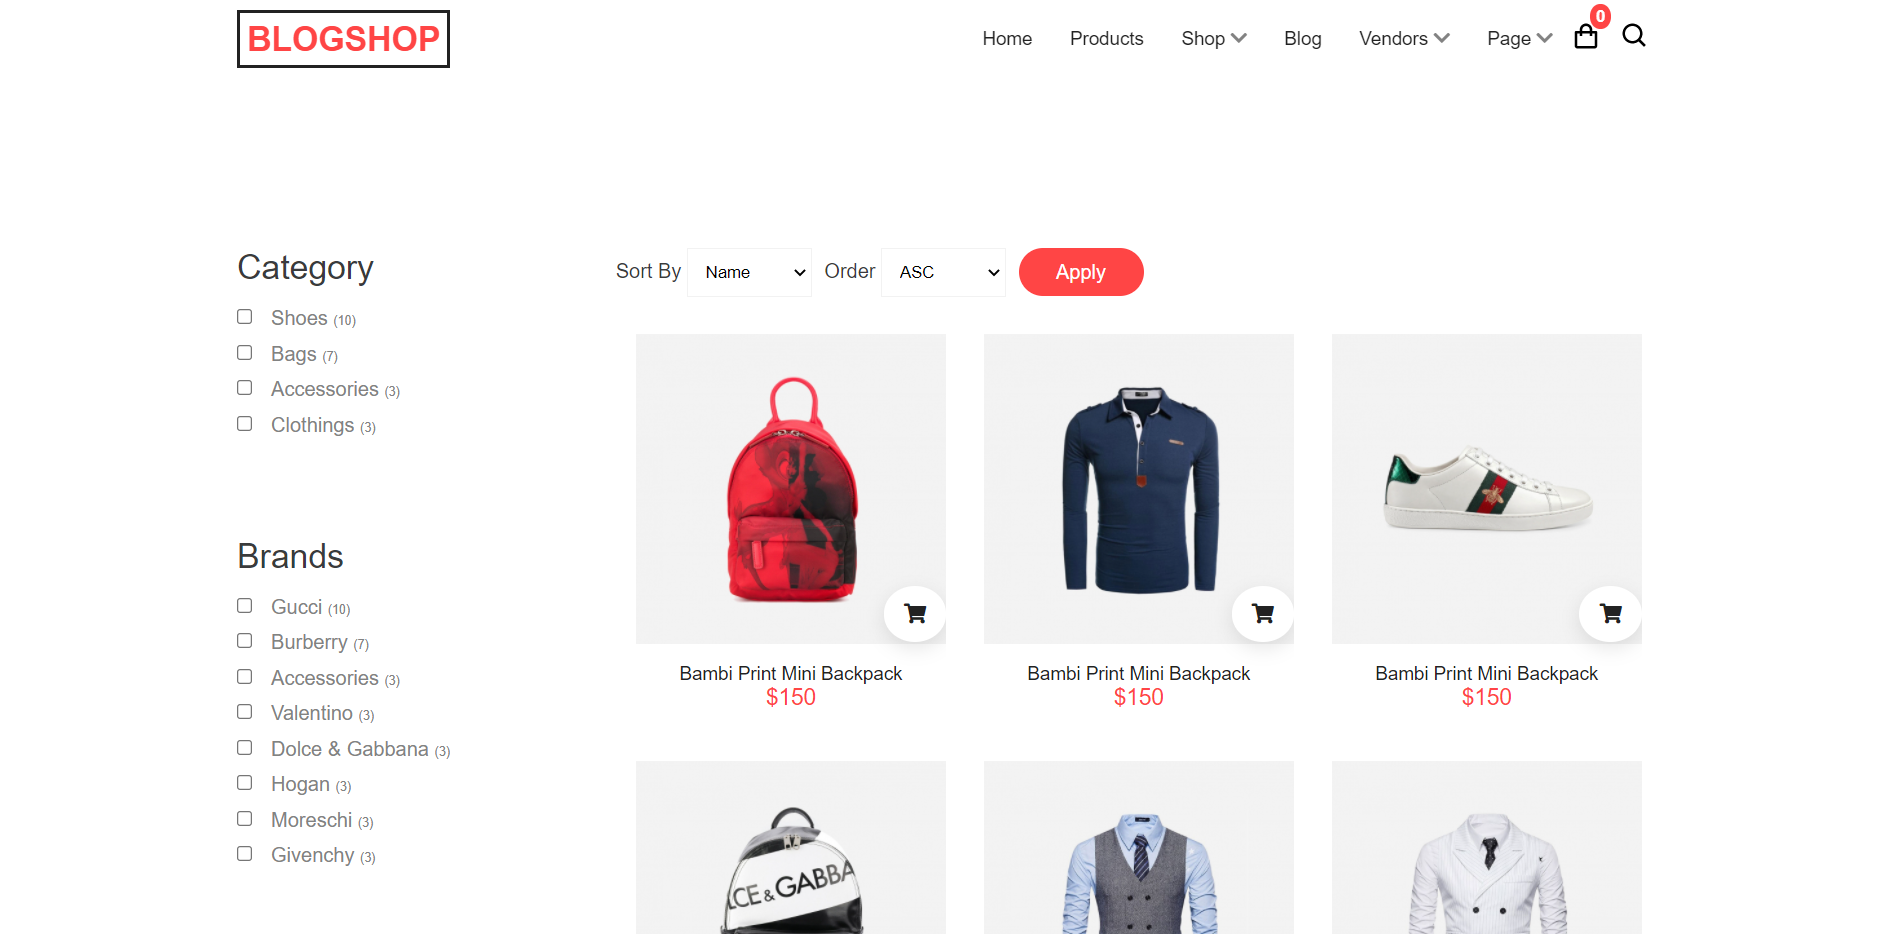 BLOGSHOP
Home Products Shop Blog Vendors Page 0
Category
Shoes (10)
Bags (7)
Accessories (3)
Clothings (3)
Brands
Gucci (10)
Burberry (7)
Accessories (3)
Valentino (3)
Dolce & Gabbana (3)
Hogan (3)
Moreschi (3)
Givenchy (3)
Sort By Name Order ASC Apply
Bambi Print Mini Backpack
$150
Bambi Print Mini Backpack
$150
Bambi Print Mini Backpack
$150
LCE & GABBA